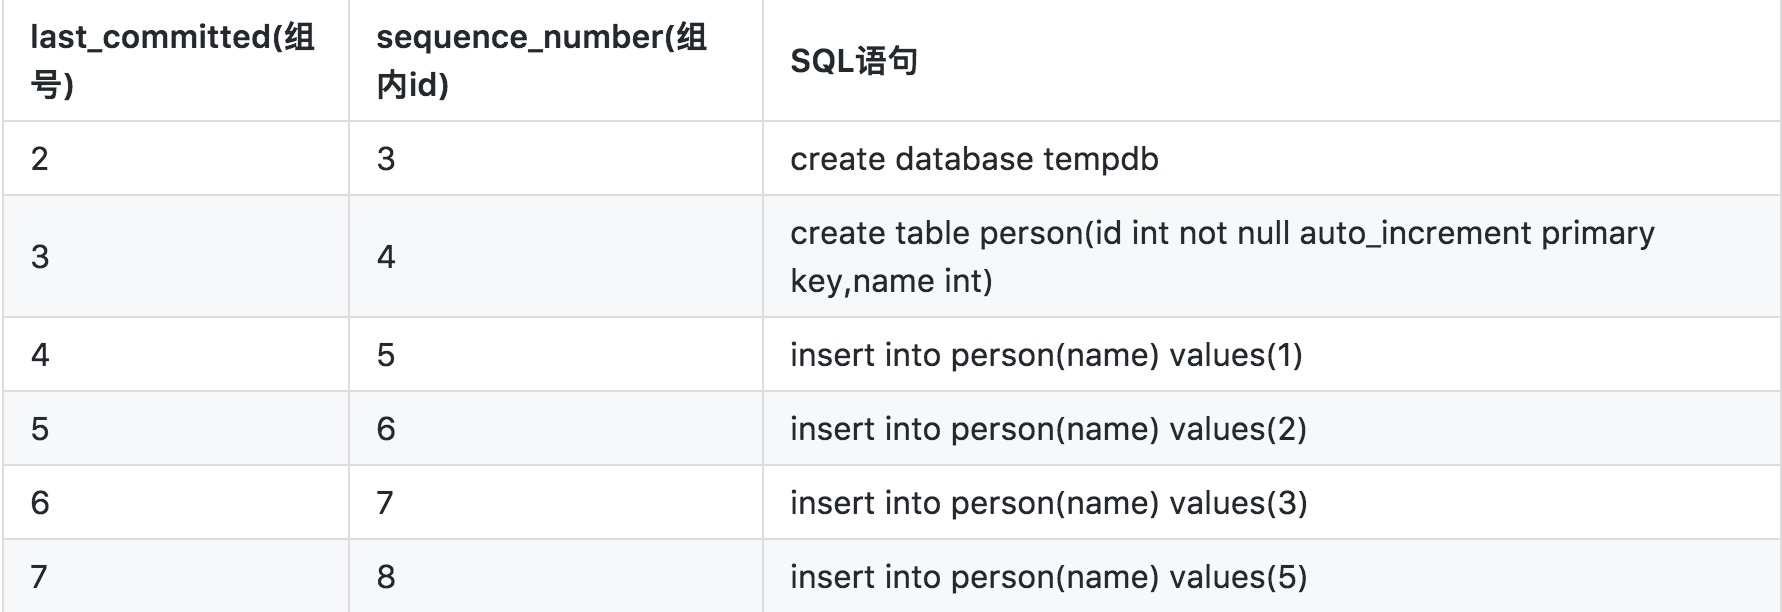 last_committed(组
号)
sequence_number(组
内id)
SQL语句
2
3
create database tempdb
3
4
create table person(id int not null auto_increment primary
key,name int)
4
5
insert into person(name) values(1)
5
6
insert into person(name) values(2)
6
7
insert into person(name) values(3)
7
8
insert into person(name) values(5)